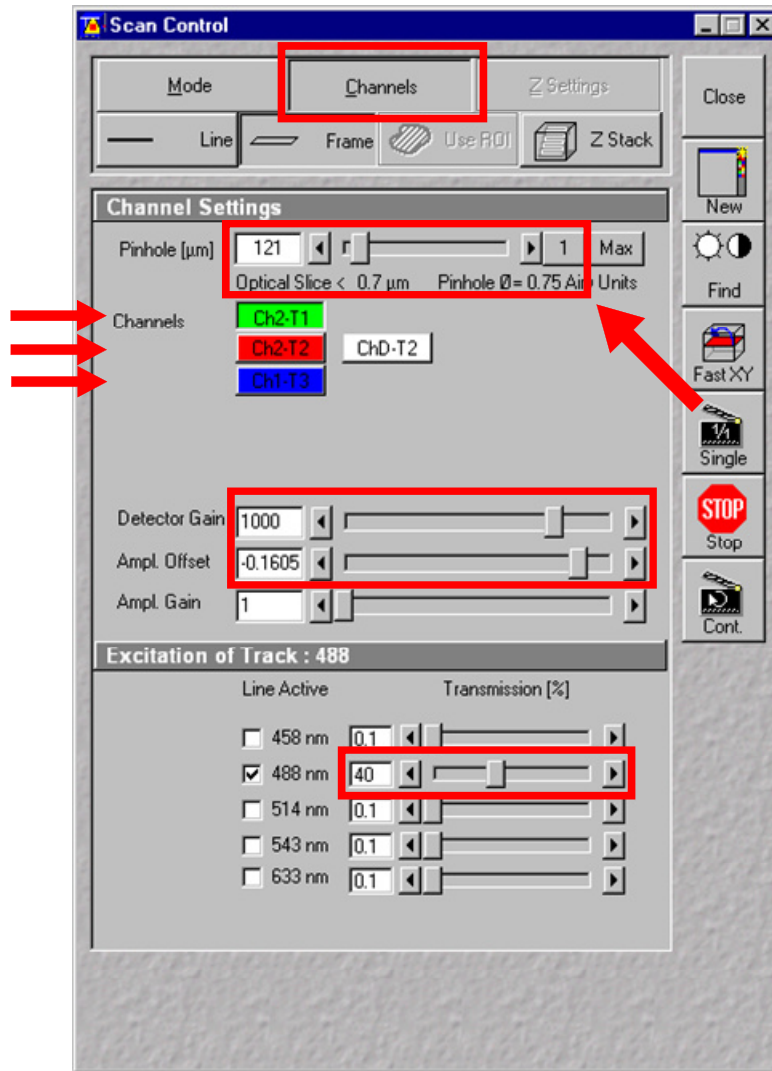 Scan Control
Mode Channels Z Settings
Line Frame Use ROI Z Stack
Close
New
Find
Fast XY
1/1
Single
STOP
Stop
Cont.
Channel Settings
Pinhole [µm] 121 1 Max
Optical Slice < 0.7 µm Pinhole Ø= 0.75 Airy Units
Channels
Ch2-T1
Ch2-T2 ChD-T2
Ch1-T3
Detector Gain 1000
Ampl. Offset -0.1605
Ampl. Gain 1
Excitation of Track : 488
Line Active Transmission [%]
458 nm 0.1
488 nm 40
514 nm 0.1
543 nm 0.1
633 nm 0.1